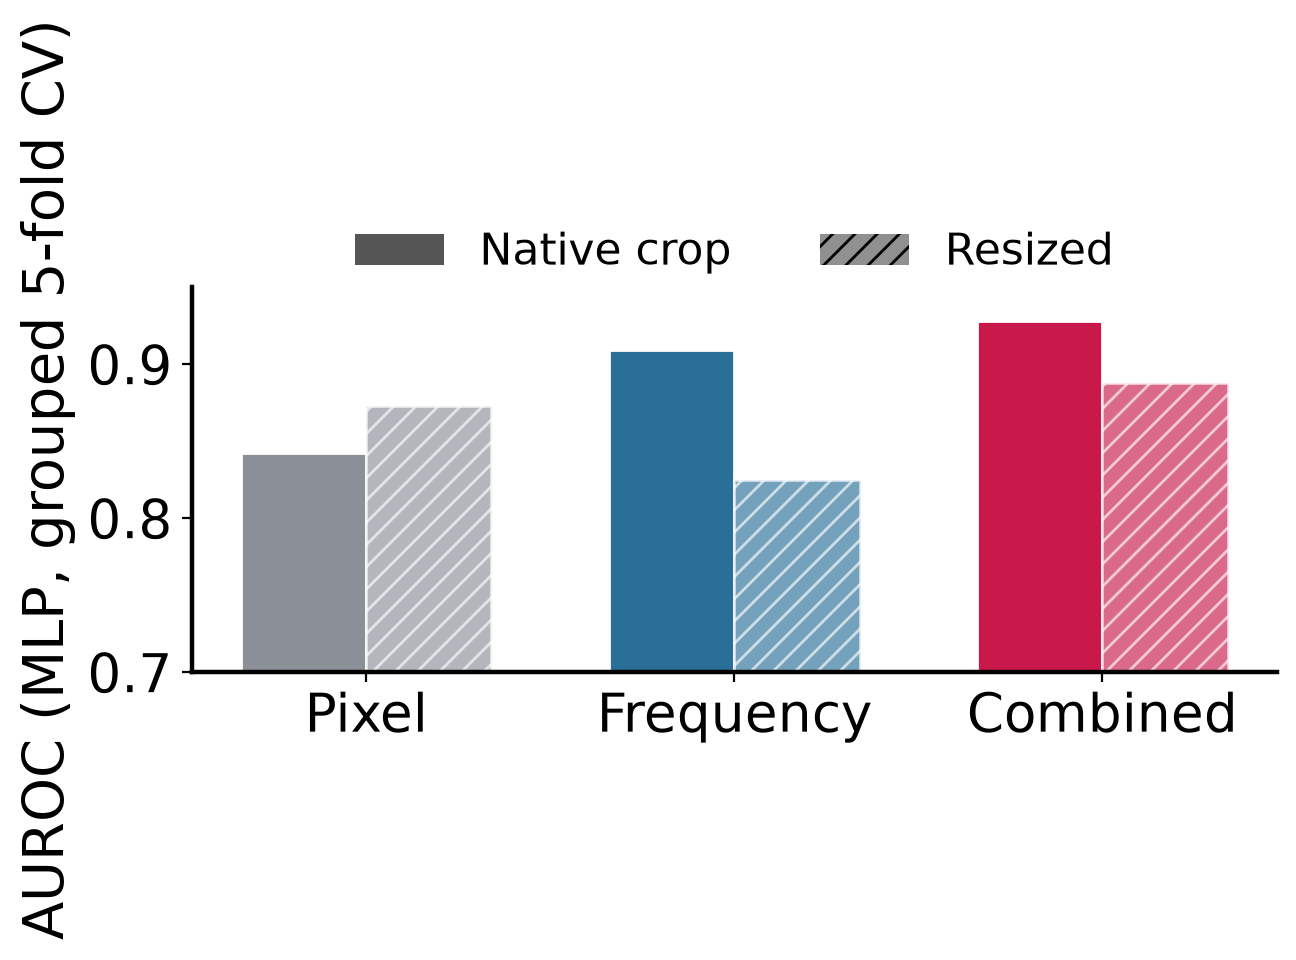 AUROC (MLP, grouped 5-fold CV)
Native crop
Resized
0.9
0.8
0.7
Pixel
Frequency
Combined